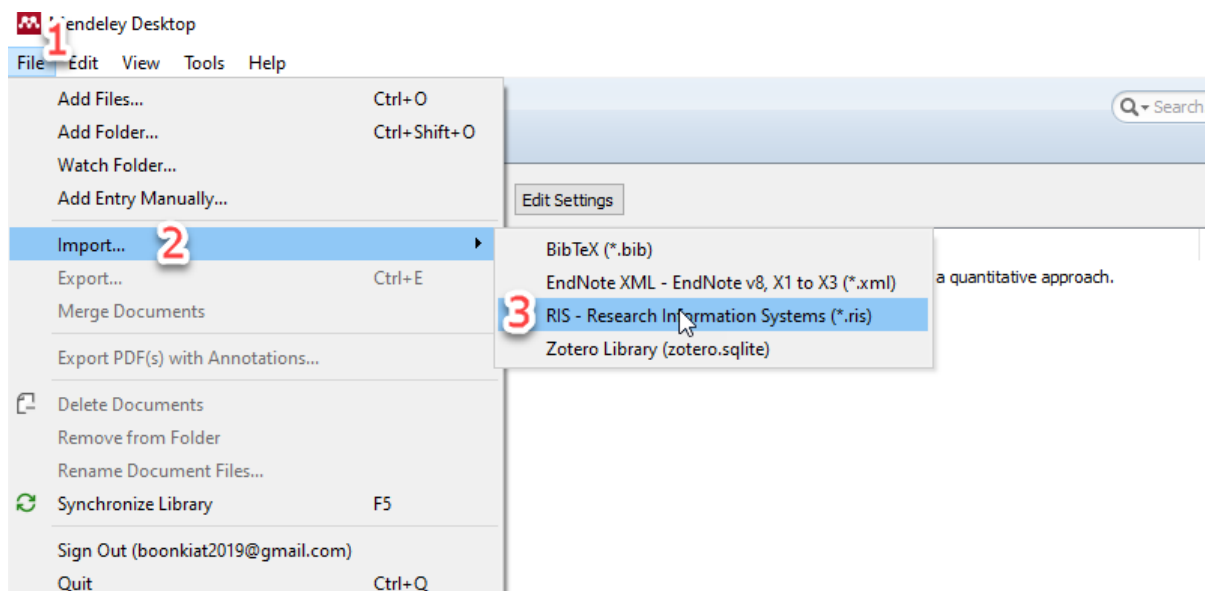 Mendeley Desktop
1
File Edit View Tools Help
Add Files... Ctrl+O
Add Folder... Ctrl+Shift+O
Watch Folder...
Add Entry Manually...
Search
Edit Settings
Import... 2
BibTeX (*.bib)
Export... Ctrl+E
EndNote XML - EndNote v8, X1 to X3 (*.xml)
a quantitative approach.
Merge Documents
3 RIS - Research Information Systems (*.ris)
Zotero Library (zotero.sqlite)
Export PDF(s) with Annotations...
Delete Documents
Remove from Folder
Rename Document Files...
Synchronize Library F5
Sign Out (boonkiat2019@gmail.com)
Quit Ctrl+Q